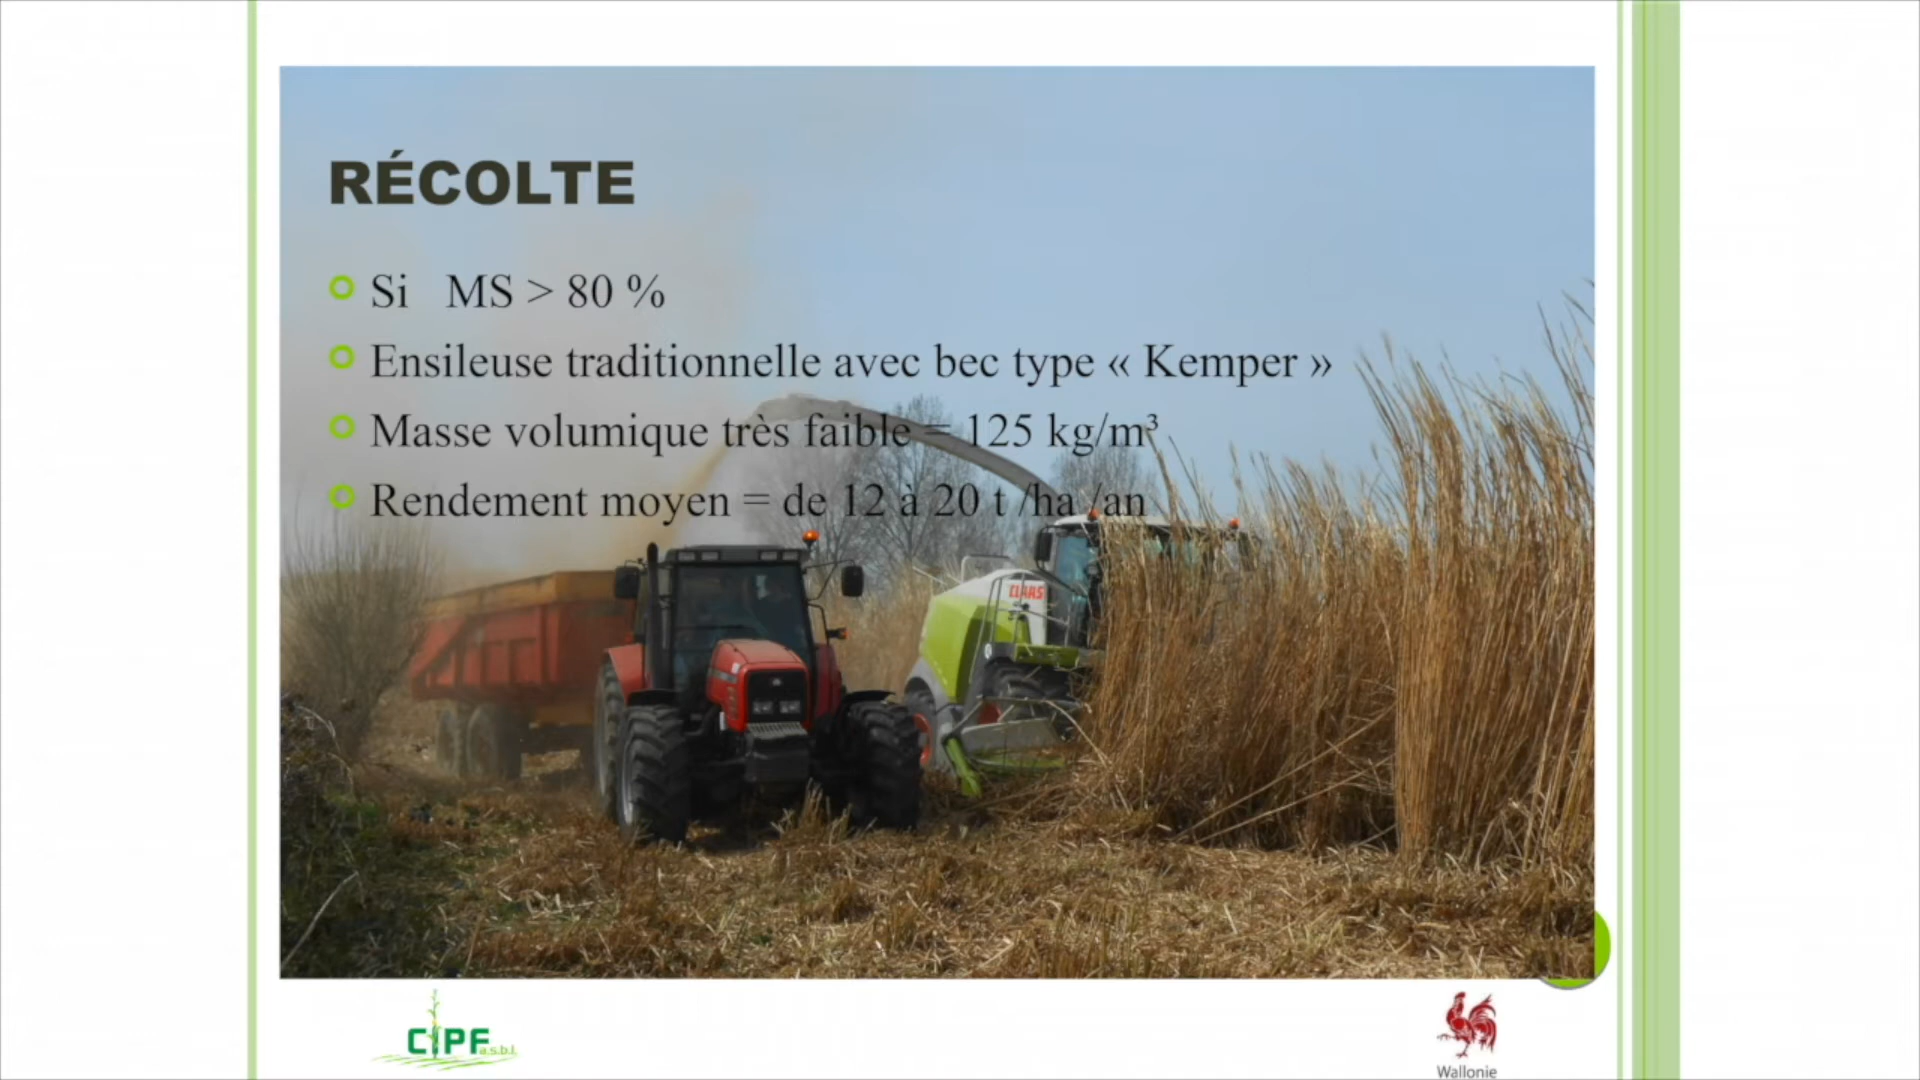 RÉCOLTE
Si MS > 80 %
Ensileuse traditionnelle avec bec type « Kemper »
Masse volumique très faible = 125 kg/m³
Rendement moyen = de 12 à 20 t /ha /an
CLAAS
CIPF a.s.b.l.
Wallonie